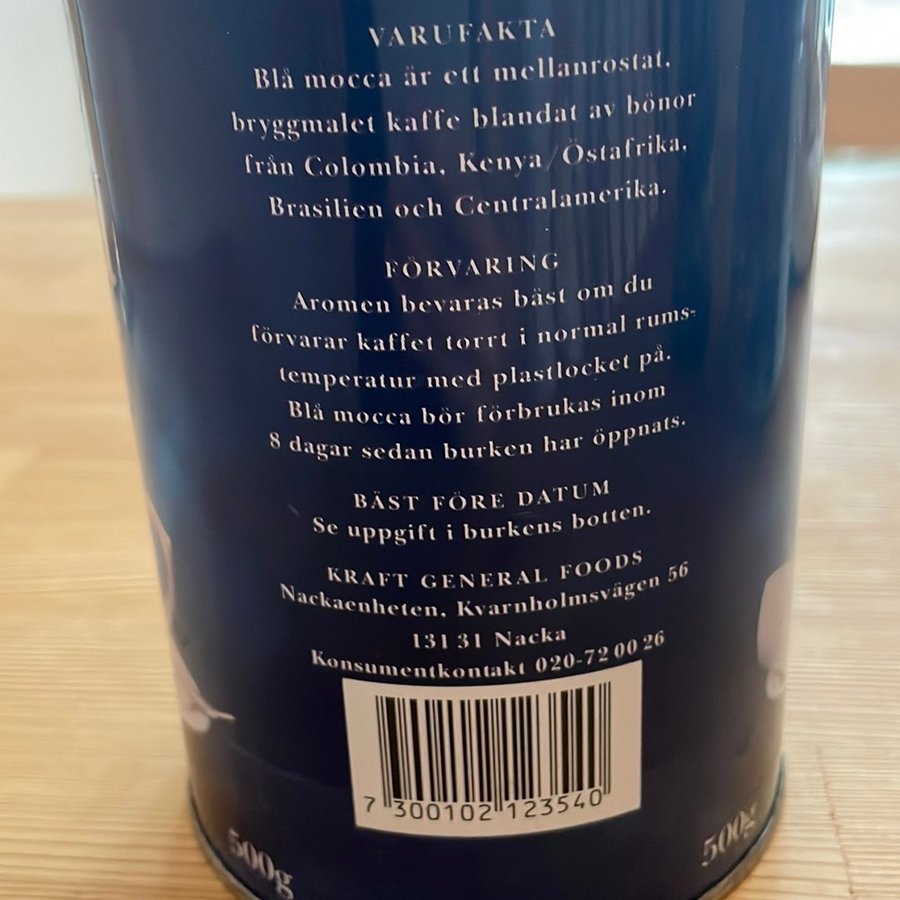 VARUFAKTA
Blå mocca är ett mellanrostat,
bryggmalet kaffe blandat av bönor
från Colombia, Kenya/Östafrika,
Brasilien och Centralamerika.
FÖRVARING
Aromen bevaras bäst om du
förvarar kaffet torrt i normal rums-
temperatur med plastlocket på.
Blå mocca bör förbrukas inom
8 dagar sedan burken har öppnats.
BÄST FÖRE DATUM
Se uppgift i burkens botten.
KRAFT GENERAL FOODS
Nackaenheten, Kvarnholmsvägen 56
131 31 Nacka
Konsumentkontakt 020-72 00 26
7 300102 123540
500g
500g